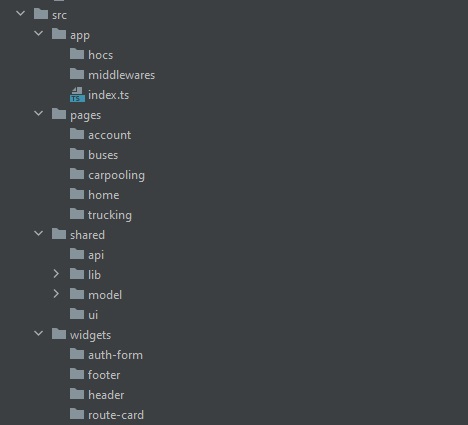 src
app
hocs
middlewares
TS index.ts
pages
account
buses
carpooling
home
trucking
shared
api
lib
model
ui
widgets
auth-form
footer
header
route-card